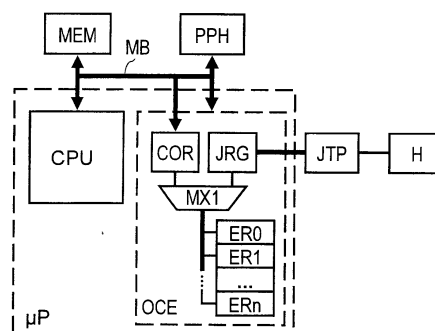 MEM
PPH
MB
CPU
COR
JRG
JTP
H
MX1
ER0
ER1
...
ERn
OCE
µP